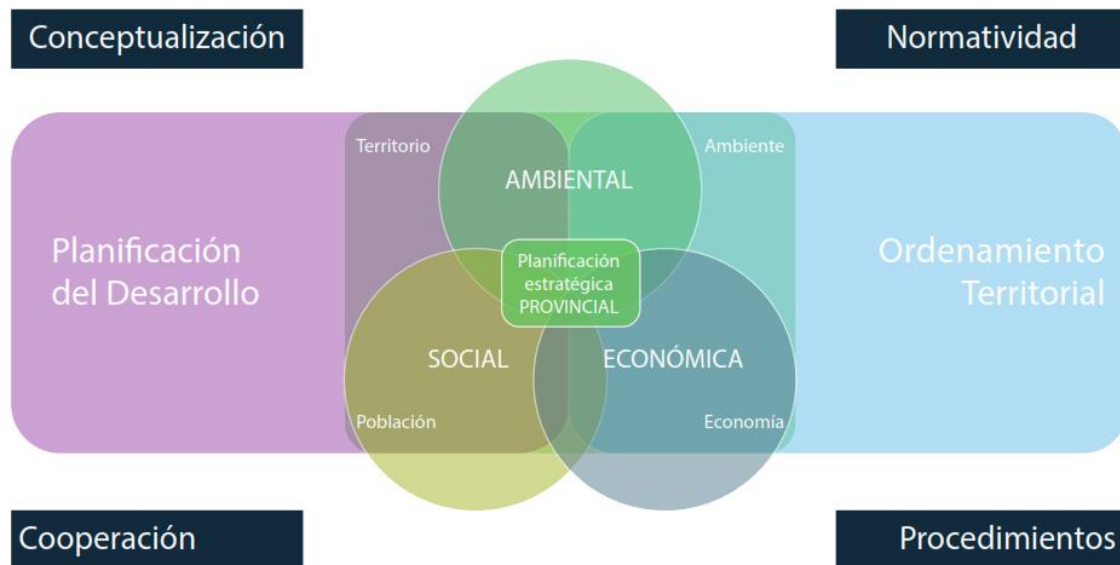 Conceptualización
Normatividad
Territorio
Ambiente
AMBIENTAL
Planificación
del Desarrollo
Planificación
estratégica
PROVINCIAL
Ordenamiento
Territorial
SOCIAL
ECONÓMICA
Población
Economía
Cooperación
Procedimientos